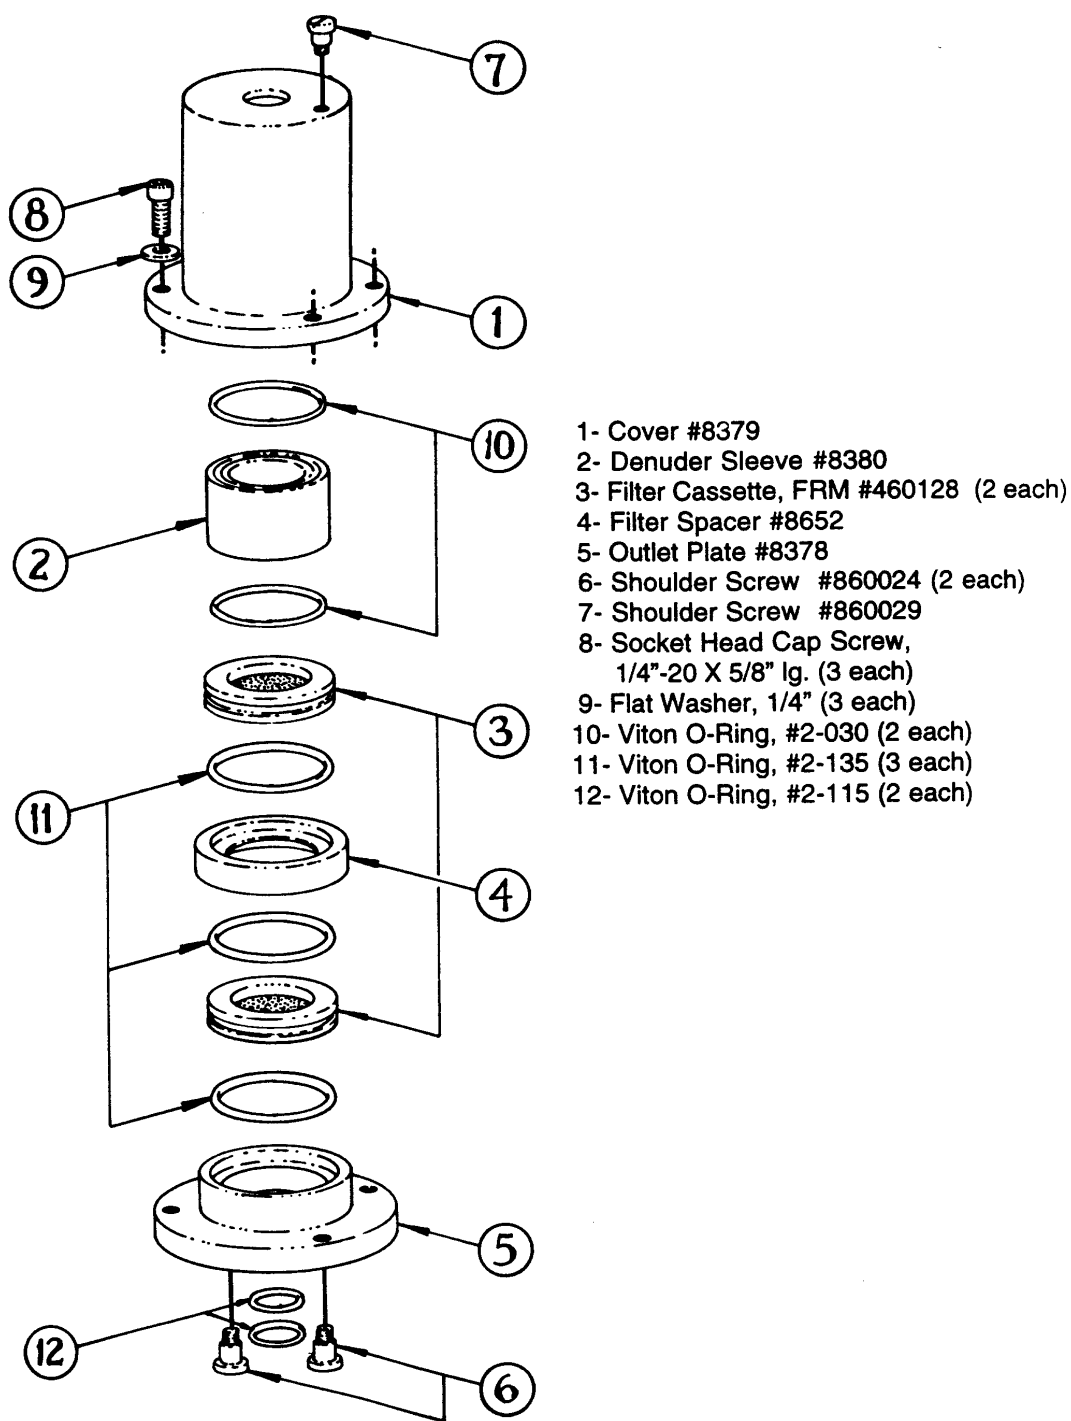 7
8
9
1
10
2
3
11
4
5
12
6
1- Cover #8379
2- Denuder Sleeve #8380
3- Filter Cassette, FRM #460128 (2 each)
4- Filter Spacer #8652
5- Outlet Plate #8378
6- Shoulder Screw #860024 (2 each)
7- Shoulder Screw #860029
8- Socket Head Cap Screw,
1/4"-20 X 5/8" lg. (3 each)
9- Flat Washer, 1/4" (3 each)
10- Viton O-Ring, #2-030 (2 each)
11- Viton O-Ring, #2-135 (3 each)
12- Viton O-Ring, #2-115 (2 each)